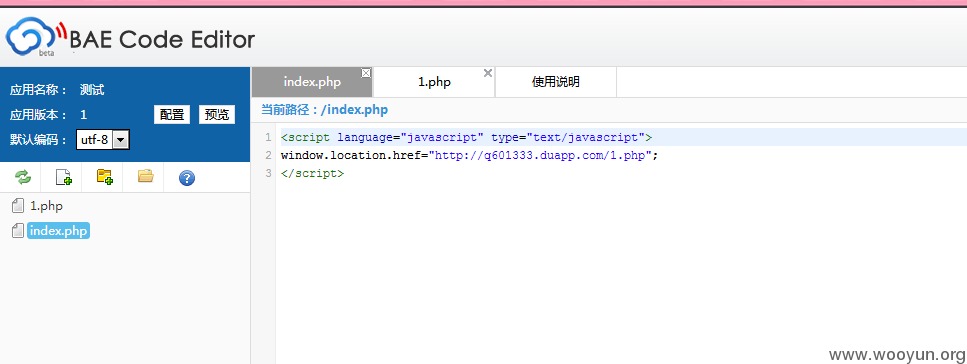 BAE Code Editor
beta
应用名称： 测试
应用版本： 1 配置 预览
默认编码： utf-8
index.php 1.php 使用说明
当前路径：/index.php
1 <script language="javascript" type="text/javascript">
2 window.location.href="http://q601333.duapp.com/1.php";
3 </script>
1.php
index.php
www.wooyun.org